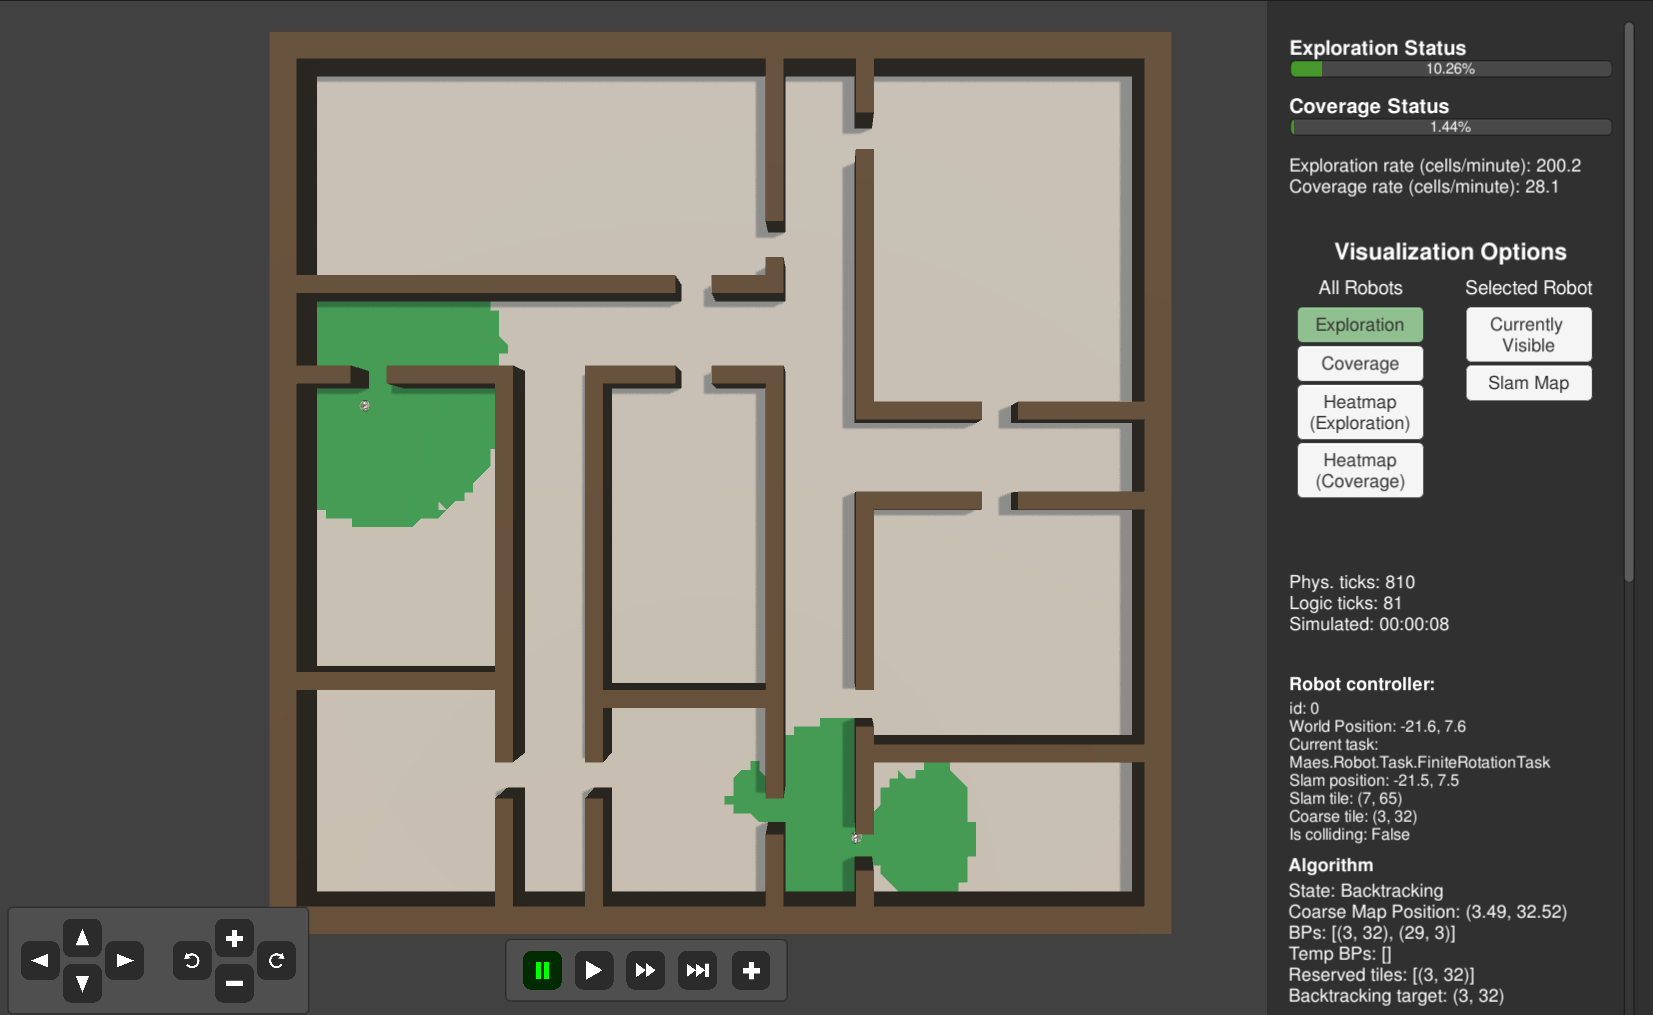 Exploration Status
10.26%
Coverage Status
1.44%
Exploration rate (cells/minute): 200.2
Coverage rate (cells/minute): 28.1
Visualization Options
All Robots
Selected Robot
Exploration
Currently
Visible
Coverage
Slam Map
Heatmap
(Exploration)
Heatmap
(Coverage)
Phys. ticks: 810
Logic ticks: 81
Simulated: 00:00:08
Robot controller:
id: 0
World Position: -21.6, 7.6
Current task:
Maes.Robot.Task.FiniteRotationTask
Slam position: -21.5, 7.5
Slam tile: (7, 65)
Coarse tile: (3, 32)
Is colliding: False
Algorithm
State: Backtracking
Coarse Map Position: (3.49, 32.52)
BPs: [(3, 32), (29, 3)]
Temp BPs: []
Reserved tiles: [(3, 32)]
Backtracking target: (3, 32)